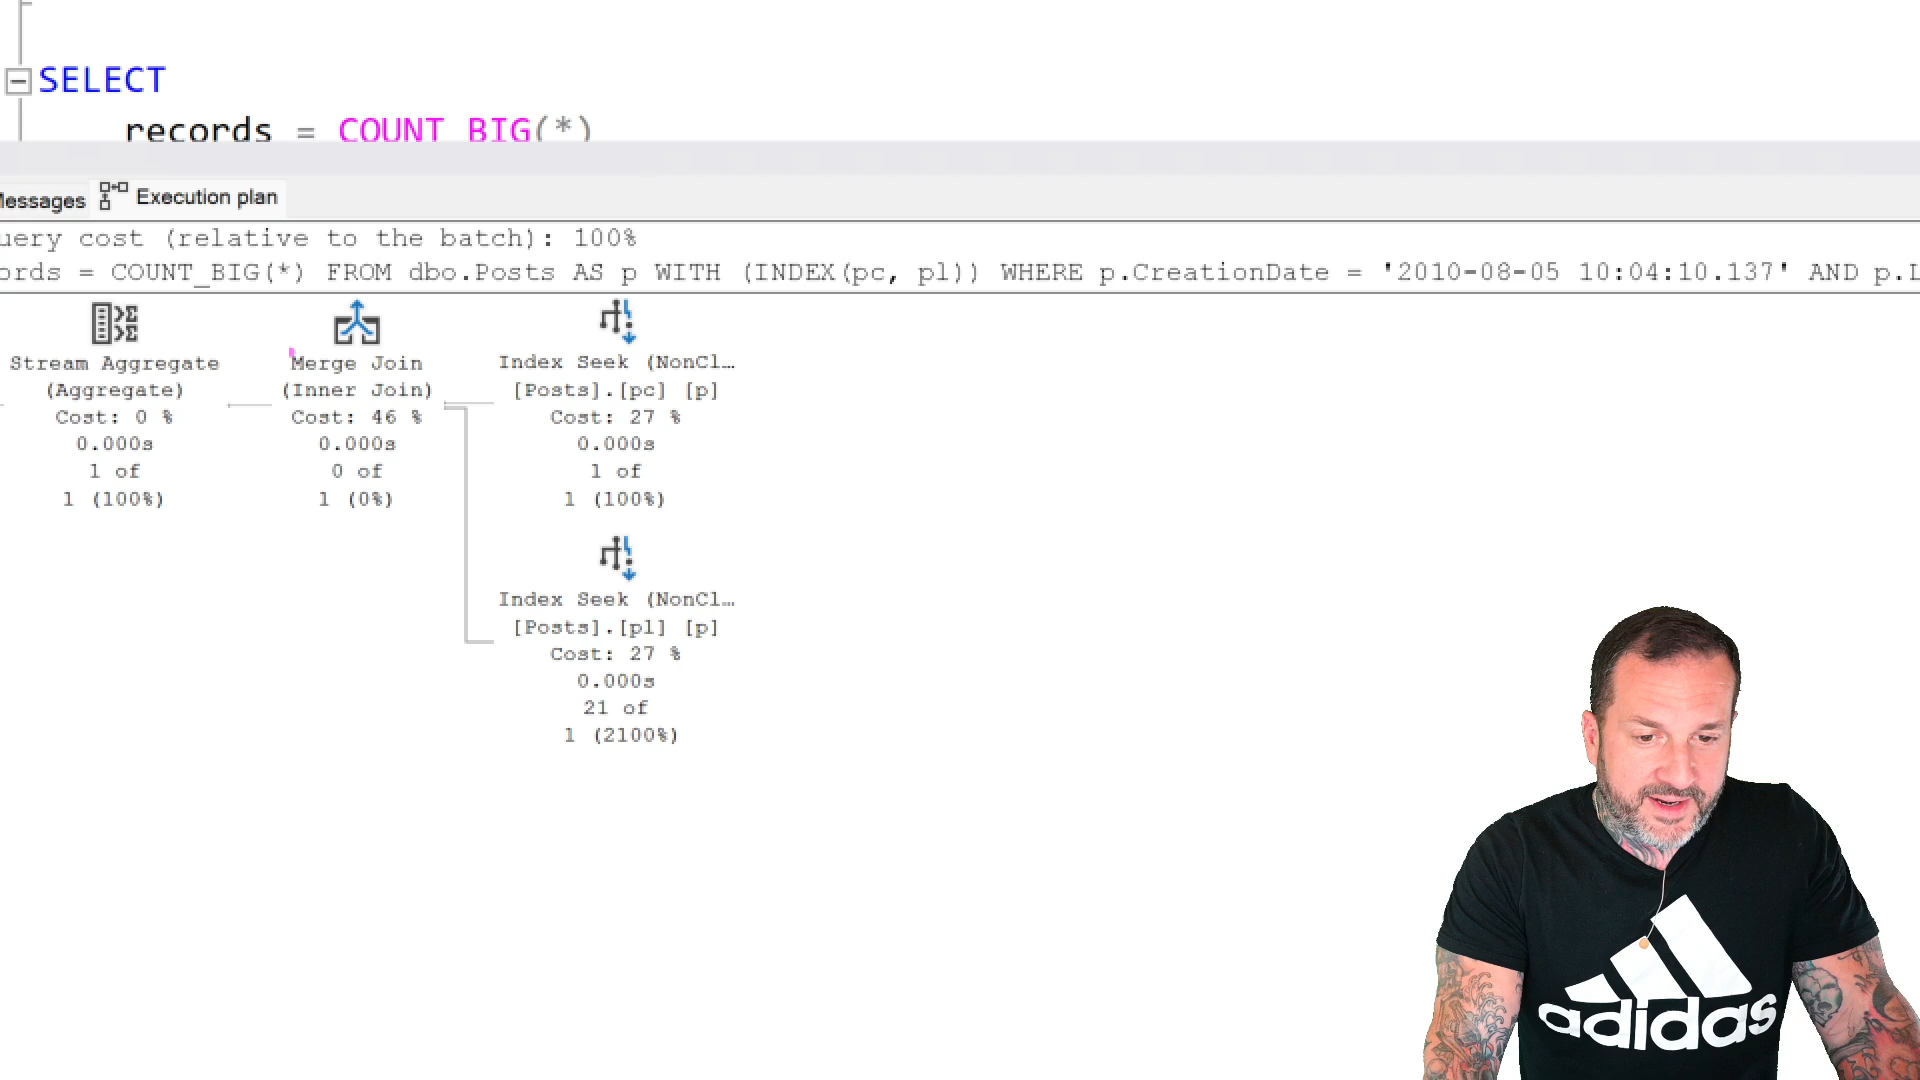 SELECT
records = COUNT_BIG(*)
Messages
Execution plan
uery cost (relative to the batch): 100%
ords = COUNT_BIG(*) FROM dbo.Posts AS p WITH (INDEX(pc, pl)) WHERE p.CreationDate = '2010-08-05 10:04:10.137' AND p.L
Stream Aggregate
(Aggregate)
Cost: 0 %
0.000s
1 of
1 (100%)
Merge Join
(Inner Join)
Cost: 46 %
0.000s
0 of
1 (0%)
Index Seek (NonCl…
[Posts].[pc] [p]
Cost: 27 %
0.000s
1 of
1 (100%)
Index Seek (NonCl…
[Posts].[pl] [p]
Cost: 27 %
0.000s
21 of
1 (2100%)
adidas